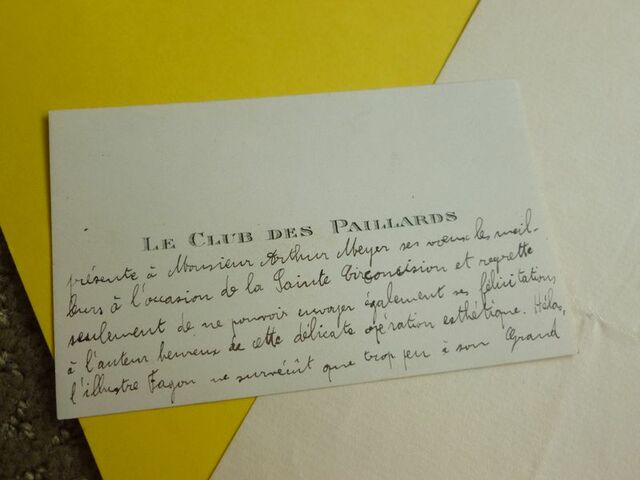 LE CLUB DES PAILLARDS
présente à Monsieur Arthur Meyer ses vœux les meil-
leurs à l'occasion de la Sainte Circoncision et regrette
seulement de ne pouvoir envoyer également ses félicitations
à l'auteur heureux de cette délicate opération esthétique. Hélas,
l'illustre Fagon ne survécût que trop peu à son Grand